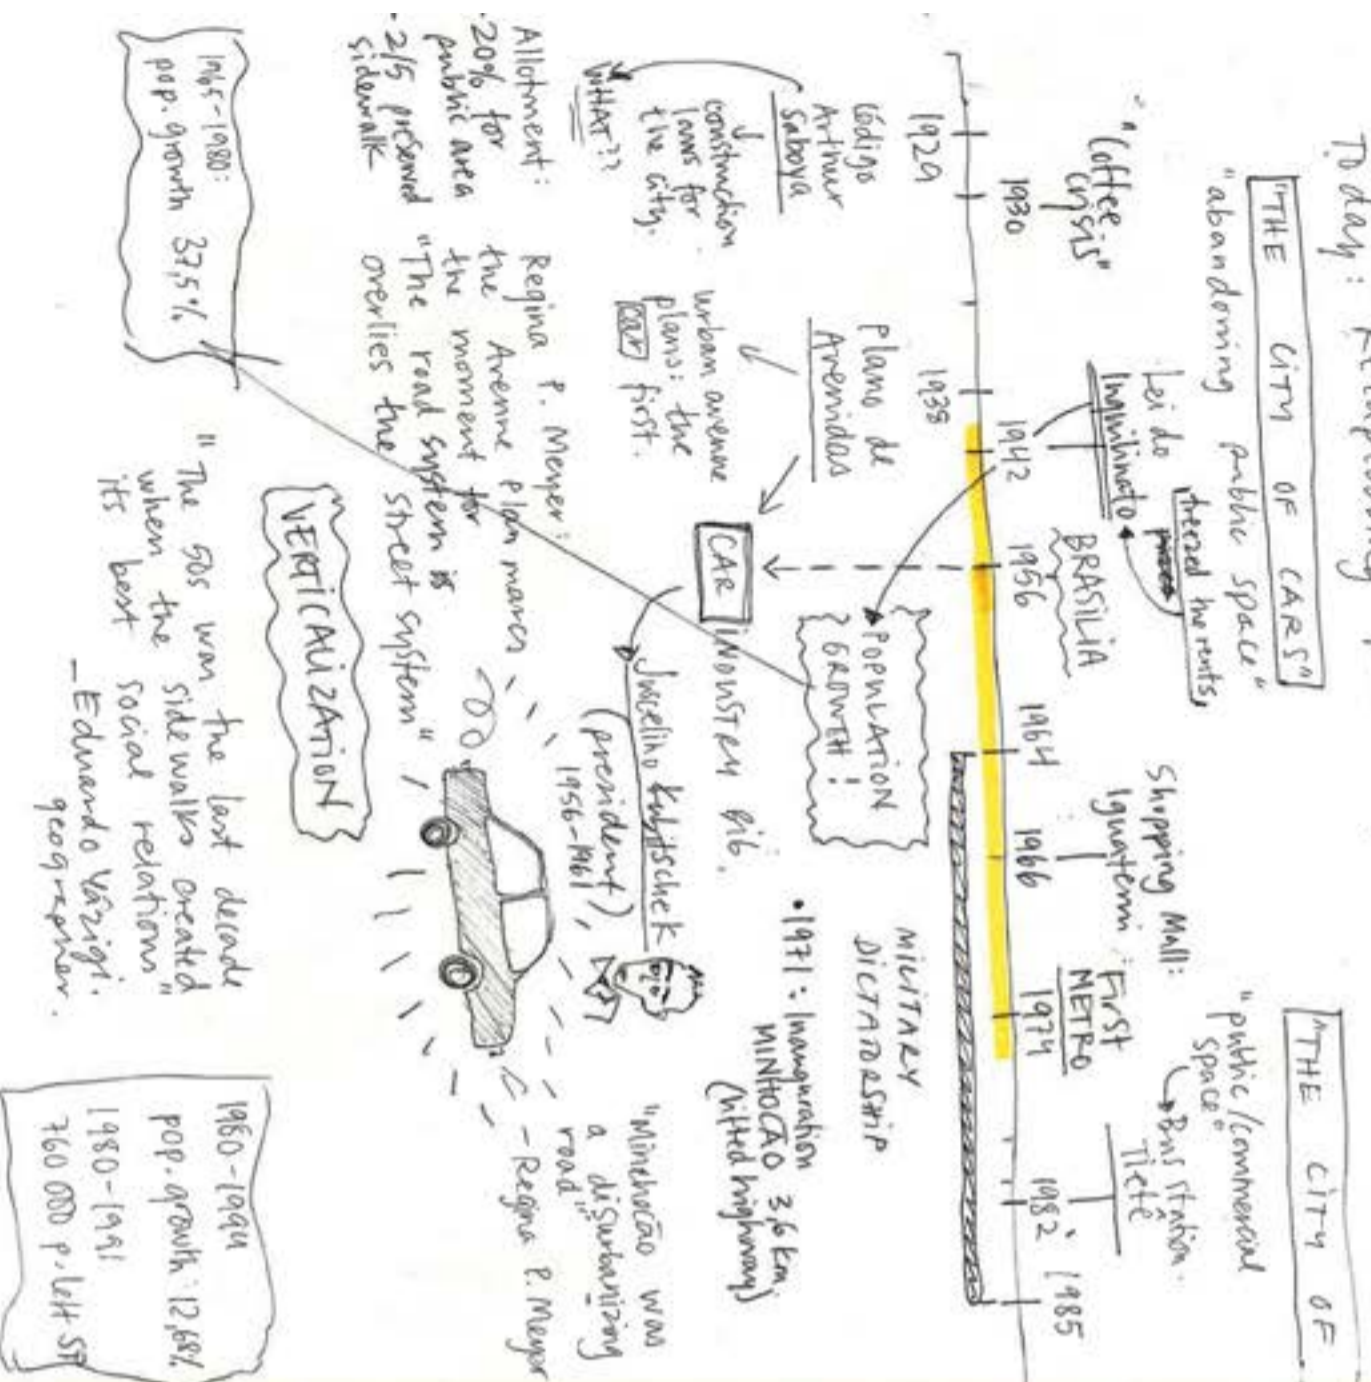 Today:
"THE CITY OF CARS"
"abandoning public space"
"THE CITY OF
"public/commercial
space"
"Coffee
crisis"
Lei do
Inquilinato
freezed the rents
BRASILIA
Shopping Mall:
Iguatemi
First
METRO
Bus station
Tietê
1929
1930
1938
1942
1956
1964
1966
1974
1982
1985
Código
Arthur
Saboya
construction
laws for
the city.
WHAT??
Allotment:
·20% for
public area
·2/5 preserved
sidewalk
Plano de
Avenidas
urban avenue
plans: the
car first.
POPULATION
GROWTH!
CAR INDUSTRY
Juscelino Kubjschek
(president)
1956-1961
MILITARY
DICTATORSHIP
·1971: Inauguration
MINHOCÃO 3,6 km,
(lifted highway)
"Minehocão was
a disurbanizing
road"
- Regina P. Meyer
Regina P. Meyer:
the Avenue Plan marks
the moment for
"The road system is
overlies the street system"
VERTICALIZATION
1965-1980:
pop. growth 37,5%
"The 50s was the last decade
when the sidewalks created
its best social relations"
_Eduardo Yázigi.
geographer.
1980-1994
pop. growth: 12,68%
1980-1991
760 000 p. left SP